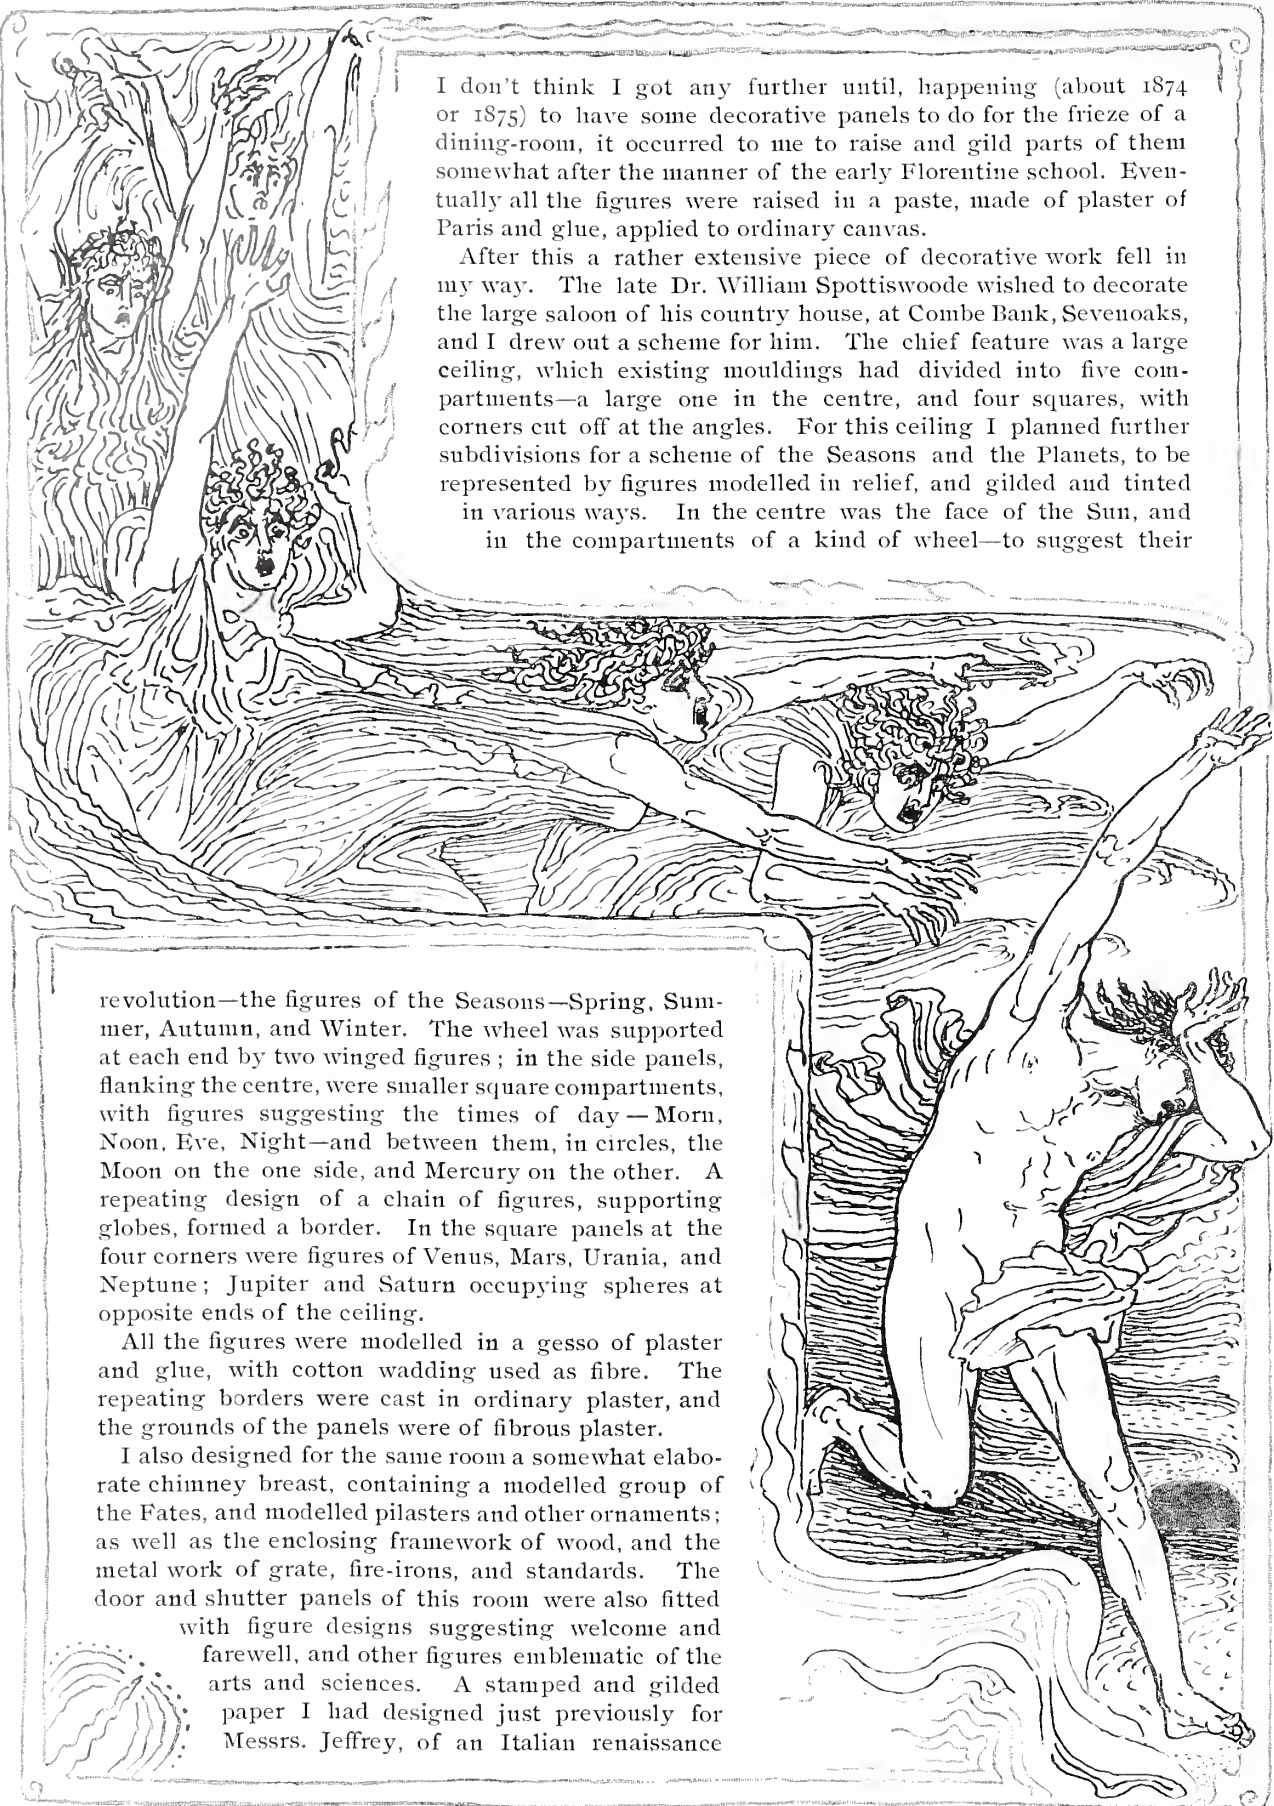 I don't think I got any further until, happening (about 1874
or 1875) to have some decorative panels to do for the frieze of a
dining-room, it occurred to me to raise and gild parts of them
somewhat after the manner of the early Florentine school. Even-
tually all the figures were raised in a paste, made of plaster of
Paris and glue, applied to ordinary canvas.
After this a rather extensive piece of decorative work fell in
my way. The late Dr. William Spottiswoode wished to decorate
the large saloon of his country house, at Combe Bank, Sevenoaks,
and I drew out a scheme for him. The chief feature was a large
ceiling, which existing mouldings had divided into five com-
partments—a large one in the centre, and four squares, with
corners cut off at the angles. For this ceiling I planned further
subdivisions for a scheme of the Seasons and the Planets, to be
represented by figures modelled in relief, and gilded and tinted
in various ways. In the centre was the face of the Sun, and
in the compartments of a kind of wheel—to suggest their
revolution—the figures of the Seasons—Spring, Sum-
mer, Autumn, and Winter. The wheel was supported
at each end by two winged figures ; in the side panels,
flanking the centre, were smaller square compartments,
with figures suggesting the times of day — Morn,
Noon, Eve, Night—and between them, in circles, the
Moon on the one side, and Mercury on the other. A
repeating design of a chain of figures, supporting
globes, formed a border. In the square panels at the
four corners were figures of Venus, Mars, Urania, and
Neptune ; Jupiter and Saturn occupying spheres at
opposite ends of the ceiling.
All the figures were modelled in a gesso of plaster
and glue, with cotton wadding used as fibre. The
repeating borders were cast in ordinary plaster, and
the grounds of the panels were of fibrous plaster.
I also designed for the same room a somewhat elabo-
rate chimney breast, containing a modelled group of
the Fates, and modelled pilasters and other ornaments ;
as well as the enclosing framework of wood, and the
metal work of grate, fire-irons, and standards. The
door and shutter panels of this room were also fitted
with figure designs suggesting welcome and
farewell, and other figures emblematic of the
arts and sciences. A stamped and gilded
paper I had designed just previously for
Messrs. Jeffrey, of an Italian renaissance